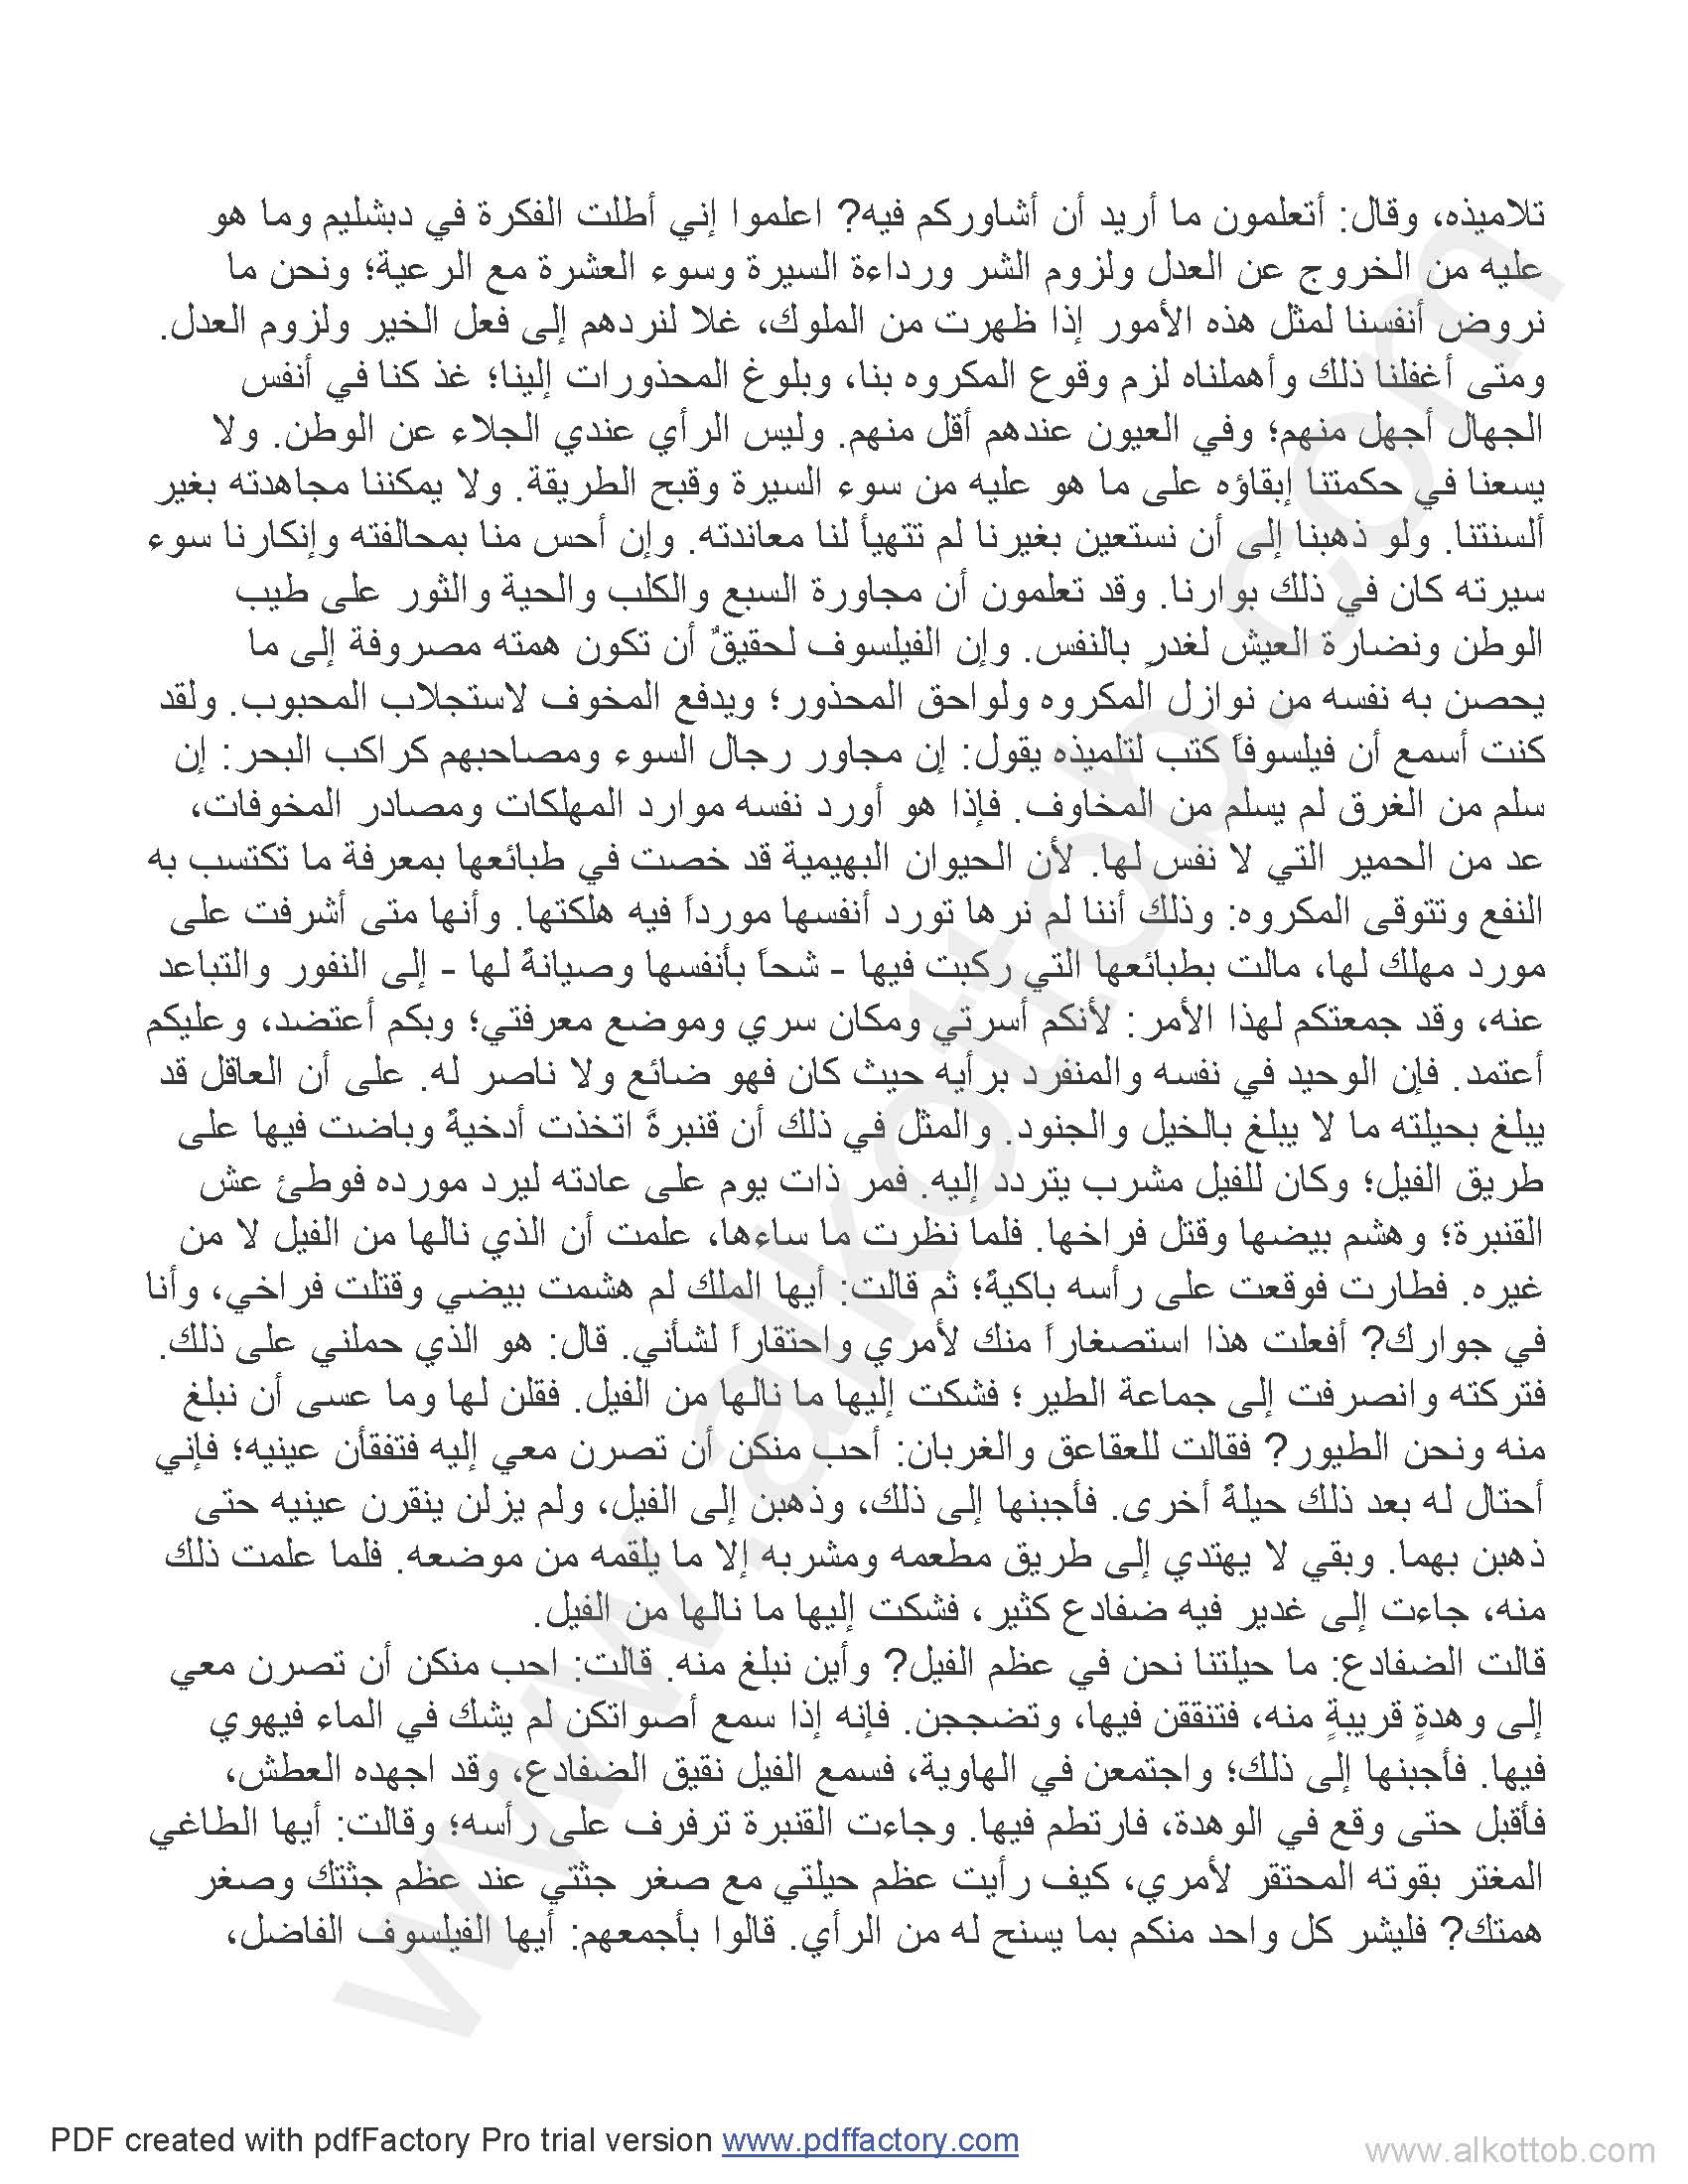 تلاميذه، وقال: أتعلمون ما أريد أن أشاوركم فيه? اعلموا إني أطلت الفكرة في دبشليم وما هو
عليه من الخروج عن العدل ولزوم الشر ورداءة السيرة وسوء العشرة مع الرعية؛ ونحن ما
نروض أنفسنا لمثل هذه الأمور إذا ظهرت من الملوك، غلا لنردهم إلى فعل الخير ولزوم العدل.
ومتى أغفلنا ذلك وأهملناه لزم وقوع المكروه بنا، وبلوغ المحذورات إلينا؛ غذ كنا في أنفس
الجهال أجهل منهم؛ وفي العيون عندهم أقل منهم. وليس الرأي عندي الجلاء عن الوطن. ولا
يسعنا في حكمتنا إبقاؤه على ما هو عليه من سوء السيرة وقبح الطريقة. ولا يمكننا مجاهدته بغير
ألسنتنا. ولو ذهبنا إلى أن نستعين بغيرنا لم تتهيأ لنا معاندته. وإن أحس منا بمحالفته وإنكارنا سوء
سيرته كان في ذلك بوارنا. وقد تعلمون أن مجاورة السبع والكلب والحية والثور على طيب
الوطن ونضارة العيش لغدرٍ بالنفس. وإن الفيلسوف لحقيقٌ أن تكون همته مصروفة إلى ما
يحصن به نفسه من نوازل المكروه ولواحق المحذور؛ ويدفع المخوف لاستجلاب المحبوب. ولقد
كنت أسمع أن فيلسوفاً كتب لتلميذه يقول: إن مجاور رجال السوء ومصاحبهم كراكب البحر: إن
سلم من الغرق لم يسلم من المخاوف. فإذا هو أورد نفسه موارد المهلكات ومصادر المخوفات،
عد من الحمير التي لا نفس لها. لأن الحيوان البهيمية قد خصت في طبائعها بمعرفة ما تكتسب به
النفع وتتوقى المكروه: وذلك أننا لم نرها تورد أنفسها مورداً فيه هلكتها. وأنها متى أشرفت على
مورد مهلك لها، مالت بطبائعها التي ركبت فيها - شحاً بأنفسها وصيانةً لها - إلى النفور والتباعد
عنه، وقد جمعتكم لهذا الأمر: لأنكم أسرتي ومكان سري وموضع معرفتي؛ وبكم أعتضد، وعليكم
أعتمد. فإن الوحيد في نفسه والمنفرد برأيه حيث كان فهو ضائع ولا ناصر له. على أن العاقل قد
يبلغ بحيلته ما لا يبلغ بالخيل والجنود. والمثل في ذلك أن قنبرةً اتخذت أدخيةً وباضت فيها على
طريق الفيل؛ وكان للفيل مشرب يتردد إليه. فمر ذات يوم على عادته ليرد مورده فوطئ عش
القنبرة؛ وهشم بيضها وقتل فراخها. فلما نظرت ما ساءها، علمت أن الذي نالها من الفيل لا من
غيره. فطارت فوقعت على رأسه باكيةً؛ ثم قالت: أيها الملك لم هشمت بيضي وقتلت فراخي، وأنا
في جوارك? أفعلت هذا استصغاراً منك لأمري واحتقاراً لشأني. قال: هو الذي حملني على ذلك.
فتركته وانصرفت إلى جماعة الطير؛ فشكت إليها ما نالها من الفيل. فقلن لها وما عسى أن نبلغ
منه ونحن الطيور? فقالت للعقاعق والغربان: أحب منكن أن تصرن معي إليه فتفقأن عينيه؛ فإني
أحتال له بعد ذلك حيلةً أخرى. فأجبنها إلى ذلك، وذهبن إلى الفيل، ولم يزلن ينقرن عينيه حتى
ذهبن بهما. وبقي لا يهتدي إلى طريق مطعمه ومشربه إلا ما يلقمه من موضعه. فلما علمت ذلك
منه، جاءت إلى غدير فيه ضفادع كثير، فشكت إليها ما نالها من الفيل.
قالت الضفادع: ما حيلتنا نحن في عظم الفيل? وأين نبلغ منه. قالت: احب منكن أن تصرن معي
إلى وهدةٍ قريبةٍ منه، فتنققن فيها، وتضججن. فإنه إذا سمع أصواتكن لم يشك في الماء فيهوي
فيها. فأجبنها إلى ذلك؛ واجتمعن في الهاوية، فسمع الفيل نقيق الضفادع، وقد اجهده العطش،
فأقبل حتى وقع في الوهدة، فارتطم فيها. وجاءت القنبرة ترفرف على رأسه؛ وقالت: أيها الطاغي
المغتر بقوته المحتقر لأمري، كيف رأيت عظم حيلتي مع صغر جثتي عند عظم جثتك وصغر
همتك? فليشر كل واحد منكم بما يسنح له من الرأي. قالوا بأجمعهم: أيها الفيلسوف الفاضل،
www.alkottob.com
PDF created with pdfFactory Pro trial version www.pdffactory.com
www.alkottob.com